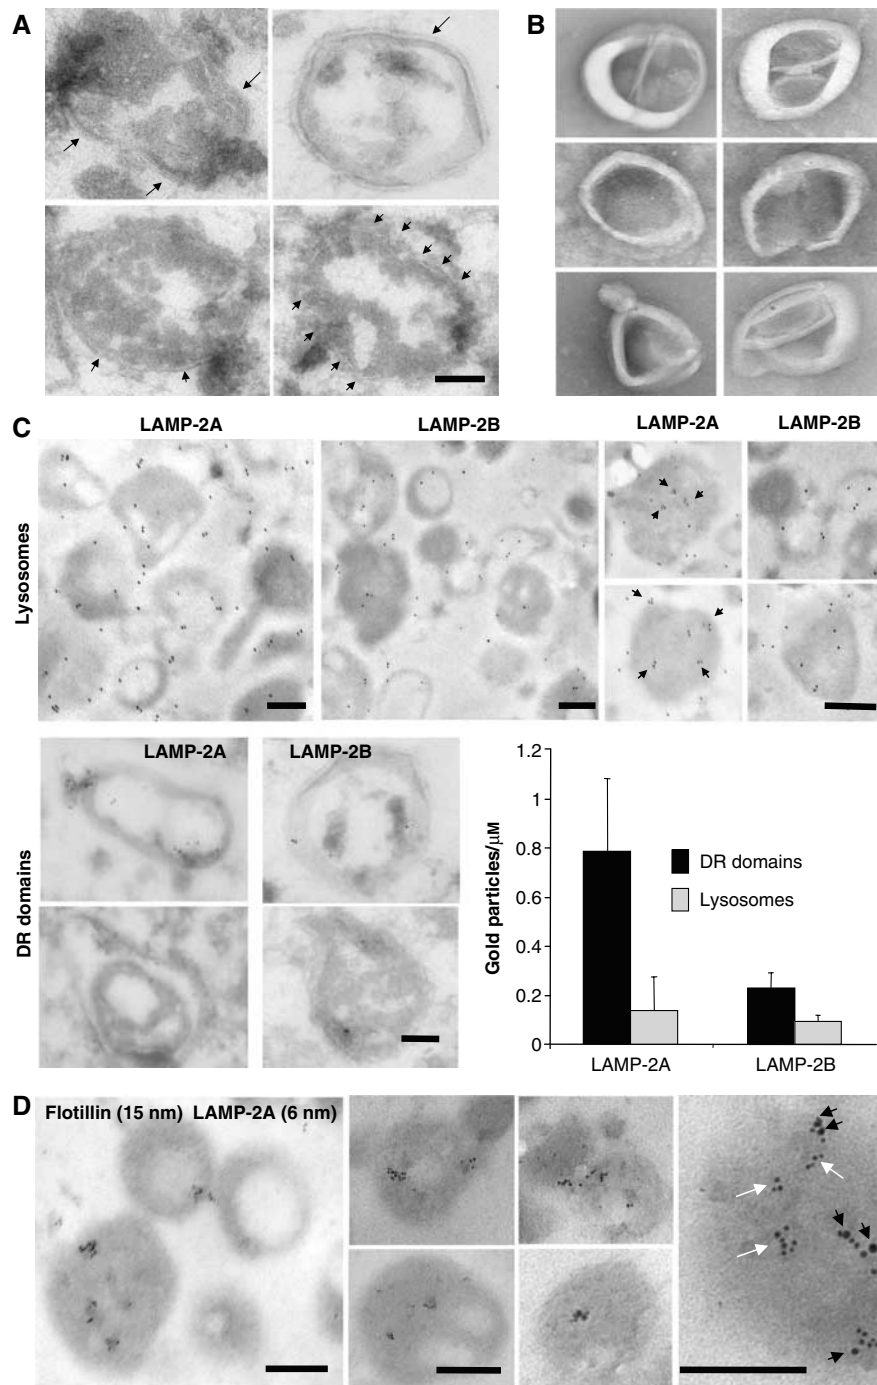 A
B
C
LAMP-2A
LAMP-2B
LAMP-2A
LAMP-2B
Lysosomes
LAMP-2A
LAMP-2B
DR domains
Gold particles/μM
1.2
1
0.8
0.6
0.4
0.2
0
DR domains
Lysosomes
LAMP-2A
LAMP-2B
D
Flotillin (15 nm) LAMP-2A (6 nm)